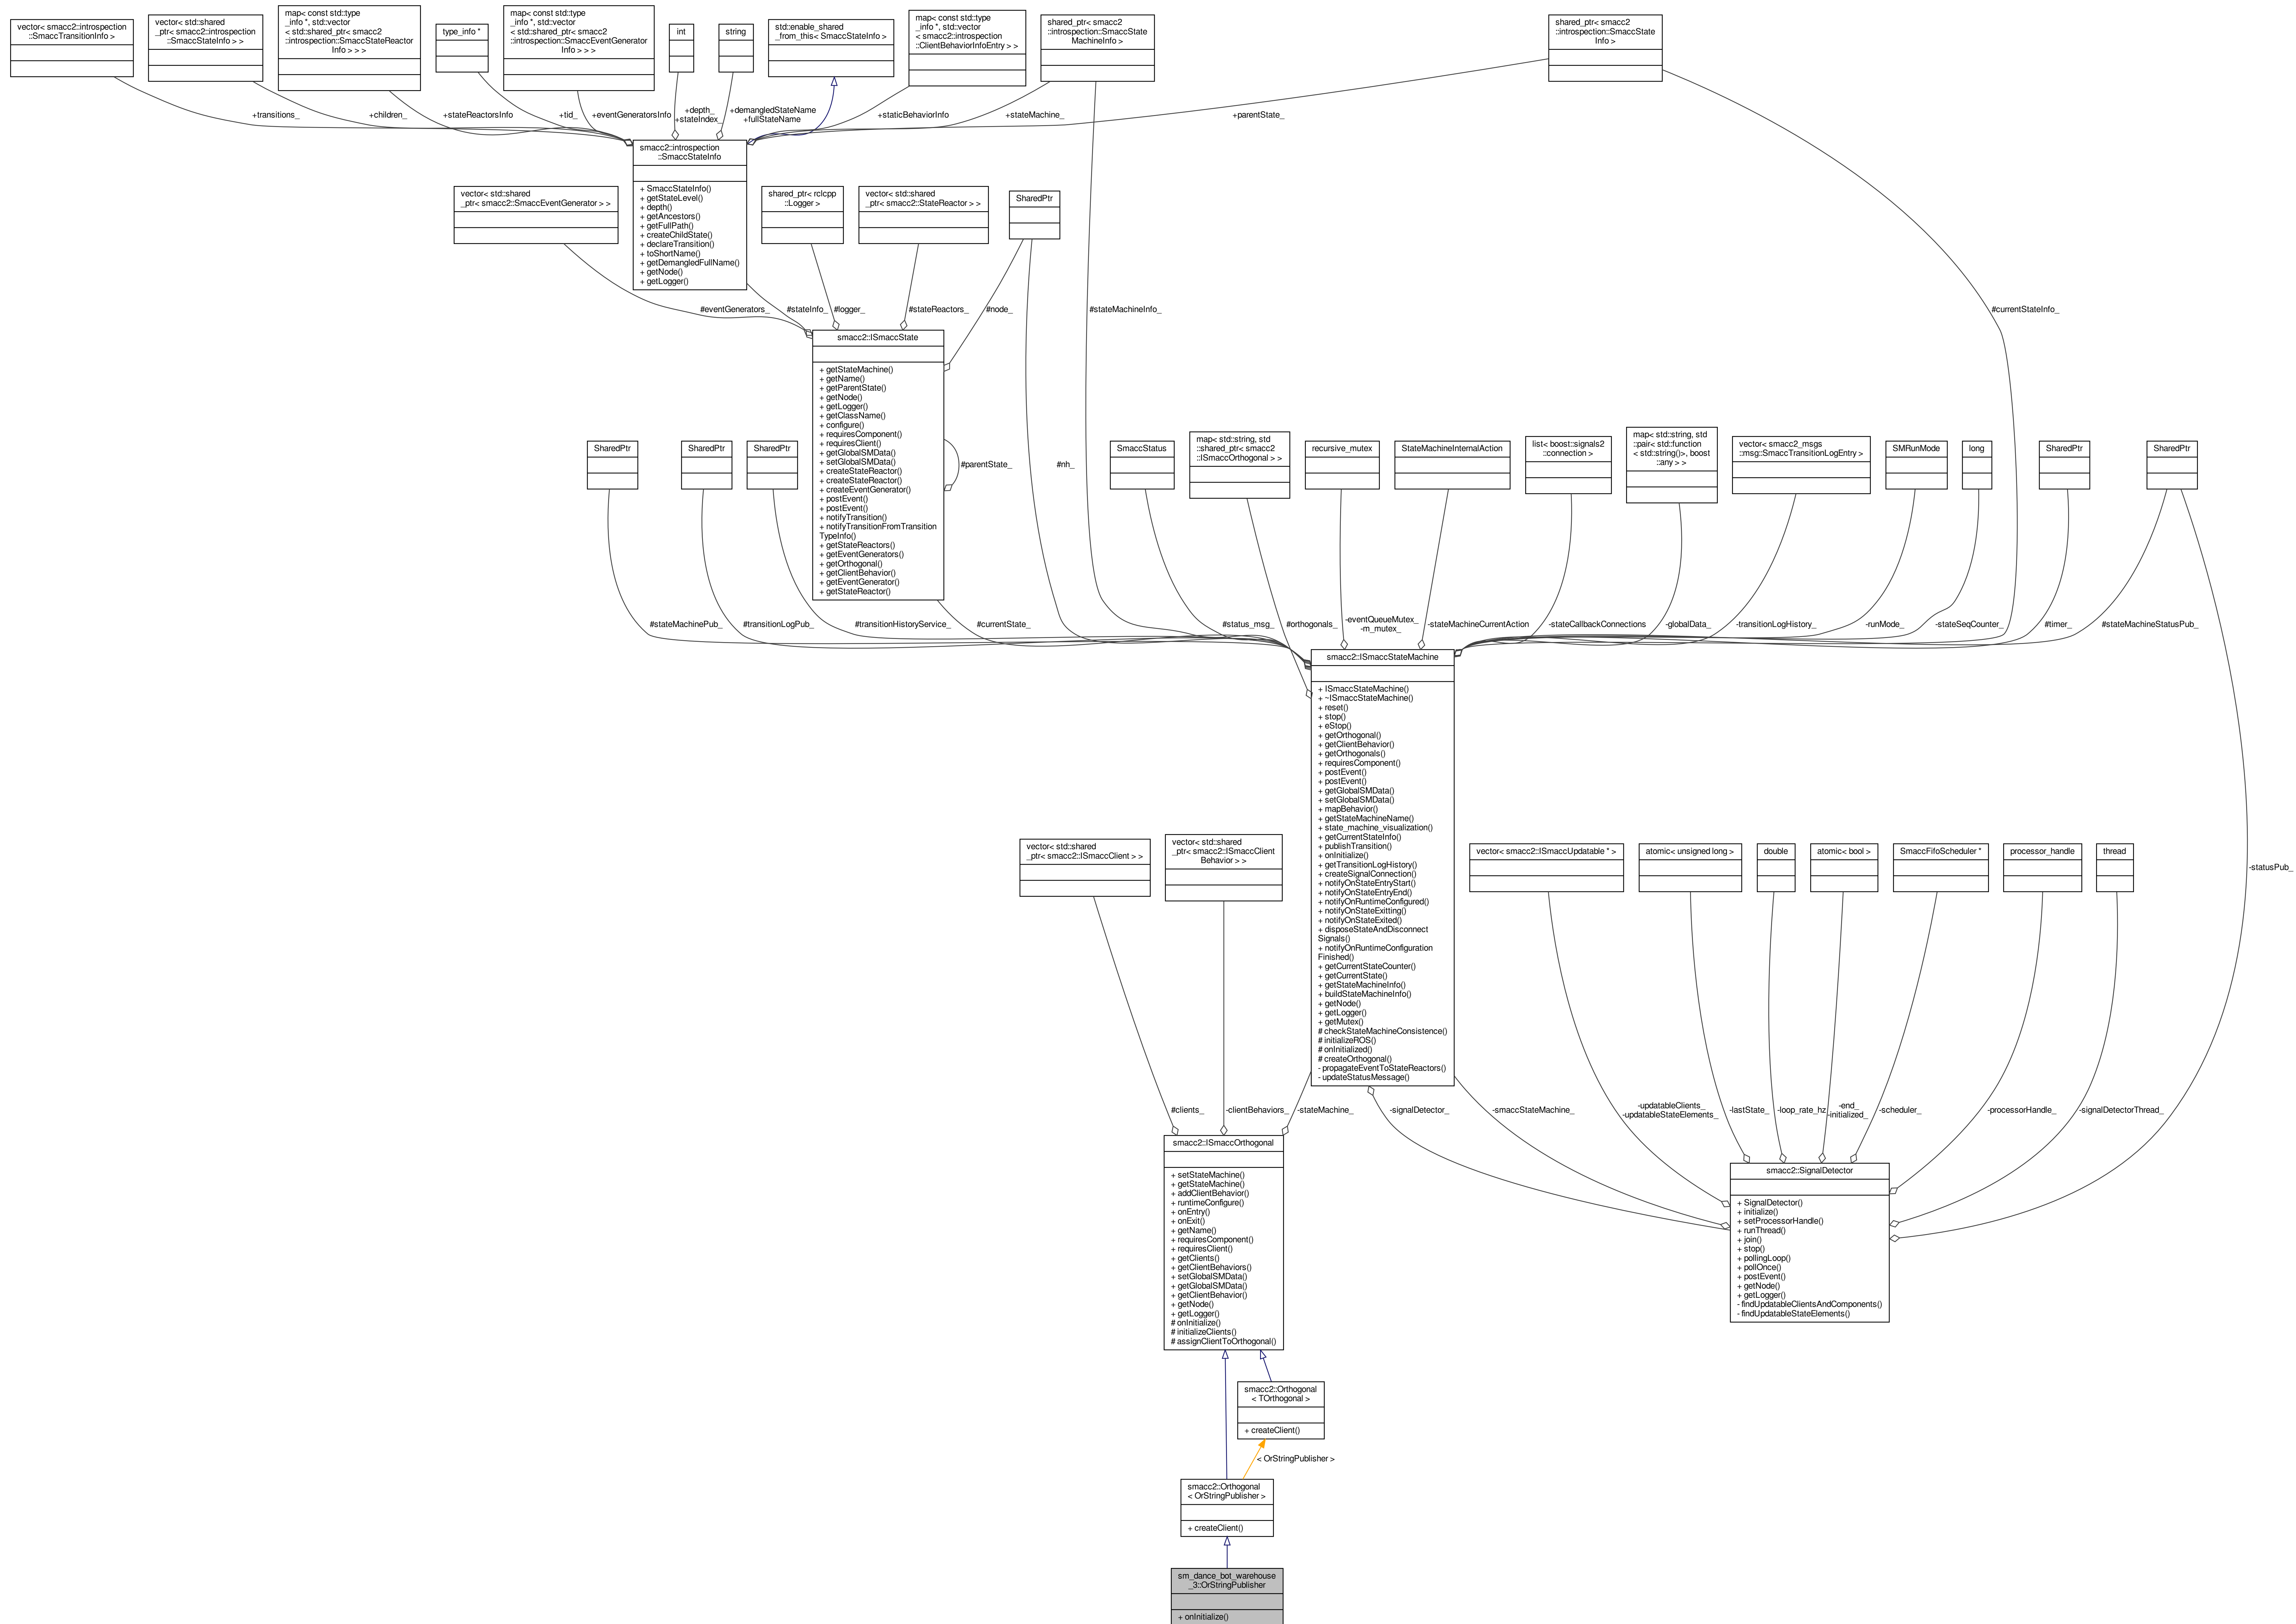 vector< smacc2::introspection
::SmaccTransitionInfo >
vector< std::shared
_ptr< smacc2::introspection
::SmaccStateInfo > >
map< const std::type
_info *, std::vector
< std::shared_ptr< smacc2
::introspection::SmaccStateReactor
Info > > >
type_info *
map< const std::type
_info *, std::vector
< std::shared_ptr< smacc2
::introspection::SmaccEventGenerator
Info > > >
int
string
std::enable_shared
_from_this< SmaccStateInfo >
map< const std::type
_info *, std::vector
< smacc2::introspection
::ClientBehaviorInfoEntry > >
shared_ptr< smacc2
::introspection::SmaccState
MachineInfo >
shared_ptr< smacc2
::introspection::SmaccState
Info >
+transitions_
+children_
+stateReactorsInfo
+tid_
+eventGeneratorsInfo
+depth_
+stateIndex_
+demangledStateName
+fullStateName
+staticBehaviorInfo
+stateMachine_
+parentState_
smacc2::introspection
::SmaccStateInfo
+ SmaccStateInfo()
+ getStateLevel()
+ depth()
+ getAncestors()
+ getFullPath()
+ createChildState()
+ declareTransition()
+ toShortName()
+ getDemangledFullName()
+ getNode()
+ getLogger()
vector< std::shared
_ptr< smacc2::SmaccEventGenerator > >
shared_ptr< rclcpp
::Logger >
vector< std::shared
_ptr< smacc2::StateReactor > >
SharedPtr
#eventGenerators_
#stateInfo_
#logger_
#stateReactors_
#node_
#stateMachineInfo_
#currentStateInfo_
smacc2::ISmaccState
+ getStateMachine()
+ getName()
+ getParentState()
+ getNode()
+ getLogger()
+ getClassName()
+ configure()
+ requiresComponent()
+ requiresClient()
+ getGlobalSMData()
+ setGlobalSMData()
+ createStateReactor()
+ createStateReactor()
+ createEventGenerator()
+ postEvent()
+ postEvent()
+ notifyTransition()
+ notifyTransitionFromTransition
TypeInfo()
+ getStateReactors()
+ getEventGenerators()
+ getOrthogonal()
+ getClientBehavior()
+ getEventGenerator()
+ getStateReactor()
#parentState_
#nh_
SharedPtr
SharedPtr
SharedPtr
SmaccStatus
map< std::string, std
::shared_ptr< smacc2
::ISmaccOrthogonal > >
recursive_mutex
StateMachineInternalAction
list< boost::signals2
::connection >
map< std::string, std
::pair< std::function
< std::string()>, boost
::any > >
vector< smacc2_msgs
::msg::SmaccTransitionLogEntry >
SMRunMode
long
SharedPtr
SharedPtr
#stateMachinePub_
#transitionLogPub_
#transitionHistoryService_
#currentState_
#status_msg_
#orthogonals_
-eventQueueMutex_
-m_mutex_
-stateMachineCurrentAction
-stateCallbackConnections
-globalData_
-transitionLogHistory_
-runMode_
-stateSeqCounter_
#timer_
#stateMachineStatusPub_
smacc2::ISmaccStateMachine
+ ISmaccStateMachine()
+ ~ISmaccStateMachine()
+ reset()
+ stop()
+ eStop()
+ getOrthogonal()
+ getClientBehavior()
+ getOrthogonals()
+ requiresComponent()
+ postEvent()
+ postEvent()
+ getGlobalSMData()
+ setGlobalSMData()
+ mapBehavior()
+ getStateMachineName()
+ state_machine_visualization()
+ getCurrentStateInfo()
+ publishTransition()
+ onInitialize()
+ getTransitionLogHistory()
+ createSignalConnection()
+ notifyOnStateEntryStart()
+ notifyOnStateEntryEnd()
+ notifyOnRuntimeConfigured()
+ notifyOnStateExitting()
+ notifyOnStateExited()
+ disposeStateAndDisconnect
Signals()
+ notifyOnRuntimeConfiguration
Finished()
+ getCurrentStateCounter()
+ getCurrentState()
+ getStateMachineInfo()
+ buildStateMachineInfo()
+ getNode()
+ getLogger()
+ getMutex()
# checkStateMachineConsistence()
# initializeROS()
# onInitialized()
# createOrthogonal()
- propagateEventToStateReactors()
- updateStatusMessage()
vector< std::shared
_ptr< smacc2::ISmaccClient > >
vector< std::shared
_ptr< smacc2::ISmaccClient
Behavior > >
vector< smacc2::ISmaccUpdatable * >
atomic< unsigned long >
double
atomic< bool >
SmaccFifoScheduler *
processor_handle
thread
-statusPub_
#clients_
-clientBehaviors_
-stateMachine_
-signalDetector_
-smaccStateMachine_
-updatableClients_
-updatableStateElements_
-lastState_
-loop_rate_hz
-end_
-initialized_
-scheduler_
-processorHandle_
-signalDetectorThread_
smacc2::ISmaccOrthogonal
+ setStateMachine()
+ getStateMachine()
+ addClientBehavior()
+ runtimeConfigure()
+ onEntry()
+ onExit()
+ getName()
+ requiresComponent()
+ requiresClient()
+ getClients()
+ getClientBehaviors()
+ setGlobalSMData()
+ getGlobalSMData()
+ getClientBehavior()
+ getNode()
+ getLogger()
# onInitialize()
# initializeClients()
# assignClientToOrthogonal()
smacc2::SignalDetector
+ SignalDetector()
+ initialize()
+ setProcessorHandle()
+ runThread()
+ join()
+ stop()
+ pollingLoop()
+ pollOnce()
+ postEvent()
+ getNode()
+ getLogger()
- findUpdatableClientsAndComponents()
- findUpdatableStateElements()
smacc2::Orthogonal
< TOrthogonal >
+ createClient()
< OrStringPublisher >
smacc2::Orthogonal
< OrStringPublisher >
+ createClient()
sm_dance_bot_warehouse
_3::OrStringPublisher
+ onInitialize()